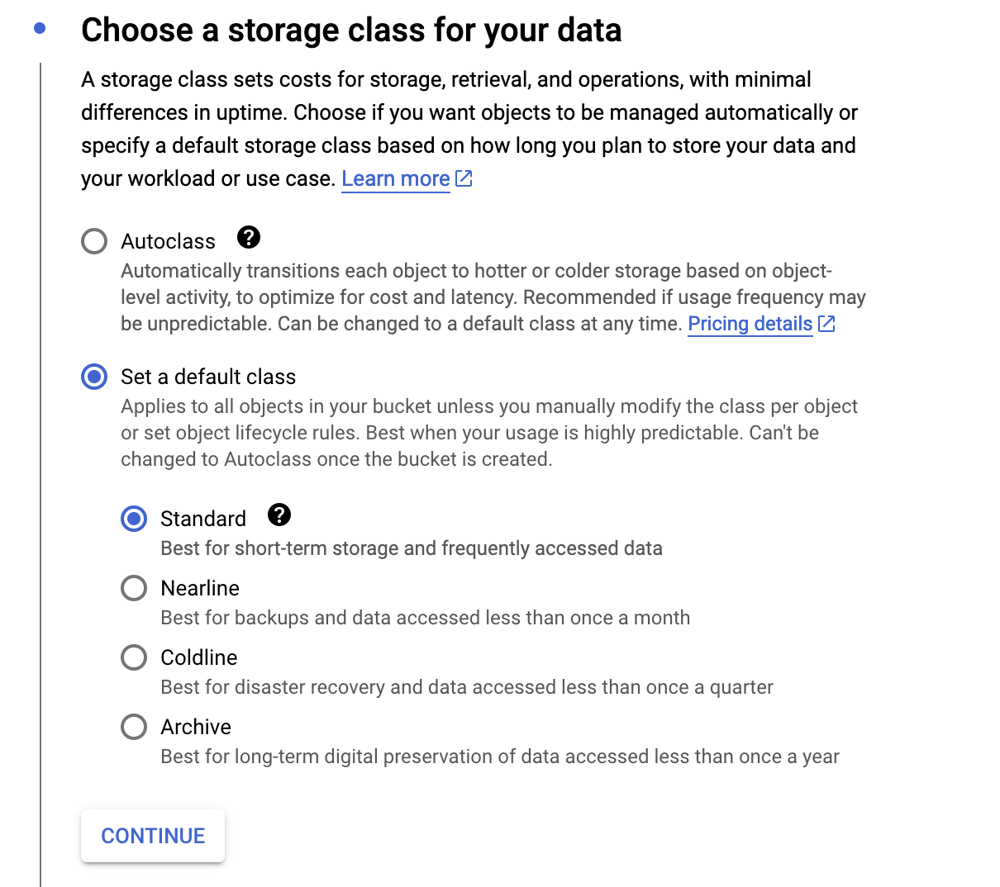 Choose a storage class for your data
A storage class sets costs for storage, retrieval, and operations, with minimal
differences in uptime. Choose if you want objects to be managed automatically or
specify a default storage class based on how long you plan to store your data and
your workload or use case. Learn more
Autoclass ?
Automatically transitions each object to hotter or colder storage based on object-
level activity, to optimize for cost and latency. Recommended if usage frequency may
be unpredictable. Can be changed to a default class at any time. Pricing details
Set a default class
Applies to all objects in your bucket unless you manually modify the class per object
or set object lifecycle rules. Best when your usage is highly predictable. Can't be
changed to Autoclass once the bucket is created.
Standard ?
Best for short-term storage and frequently accessed data
Nearline
Best for backups and data accessed less than once a month
Coldline
Best for disaster recovery and data accessed less than once a quarter
Archive
Best for long-term digital preservation of data accessed less than once a year
CONTINUE